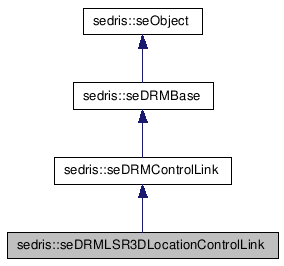 sedris::seObject
sedris::seDRMBase
sedris::seDRMControlLink
sedris::seDRMLSR3DLocationControlLink